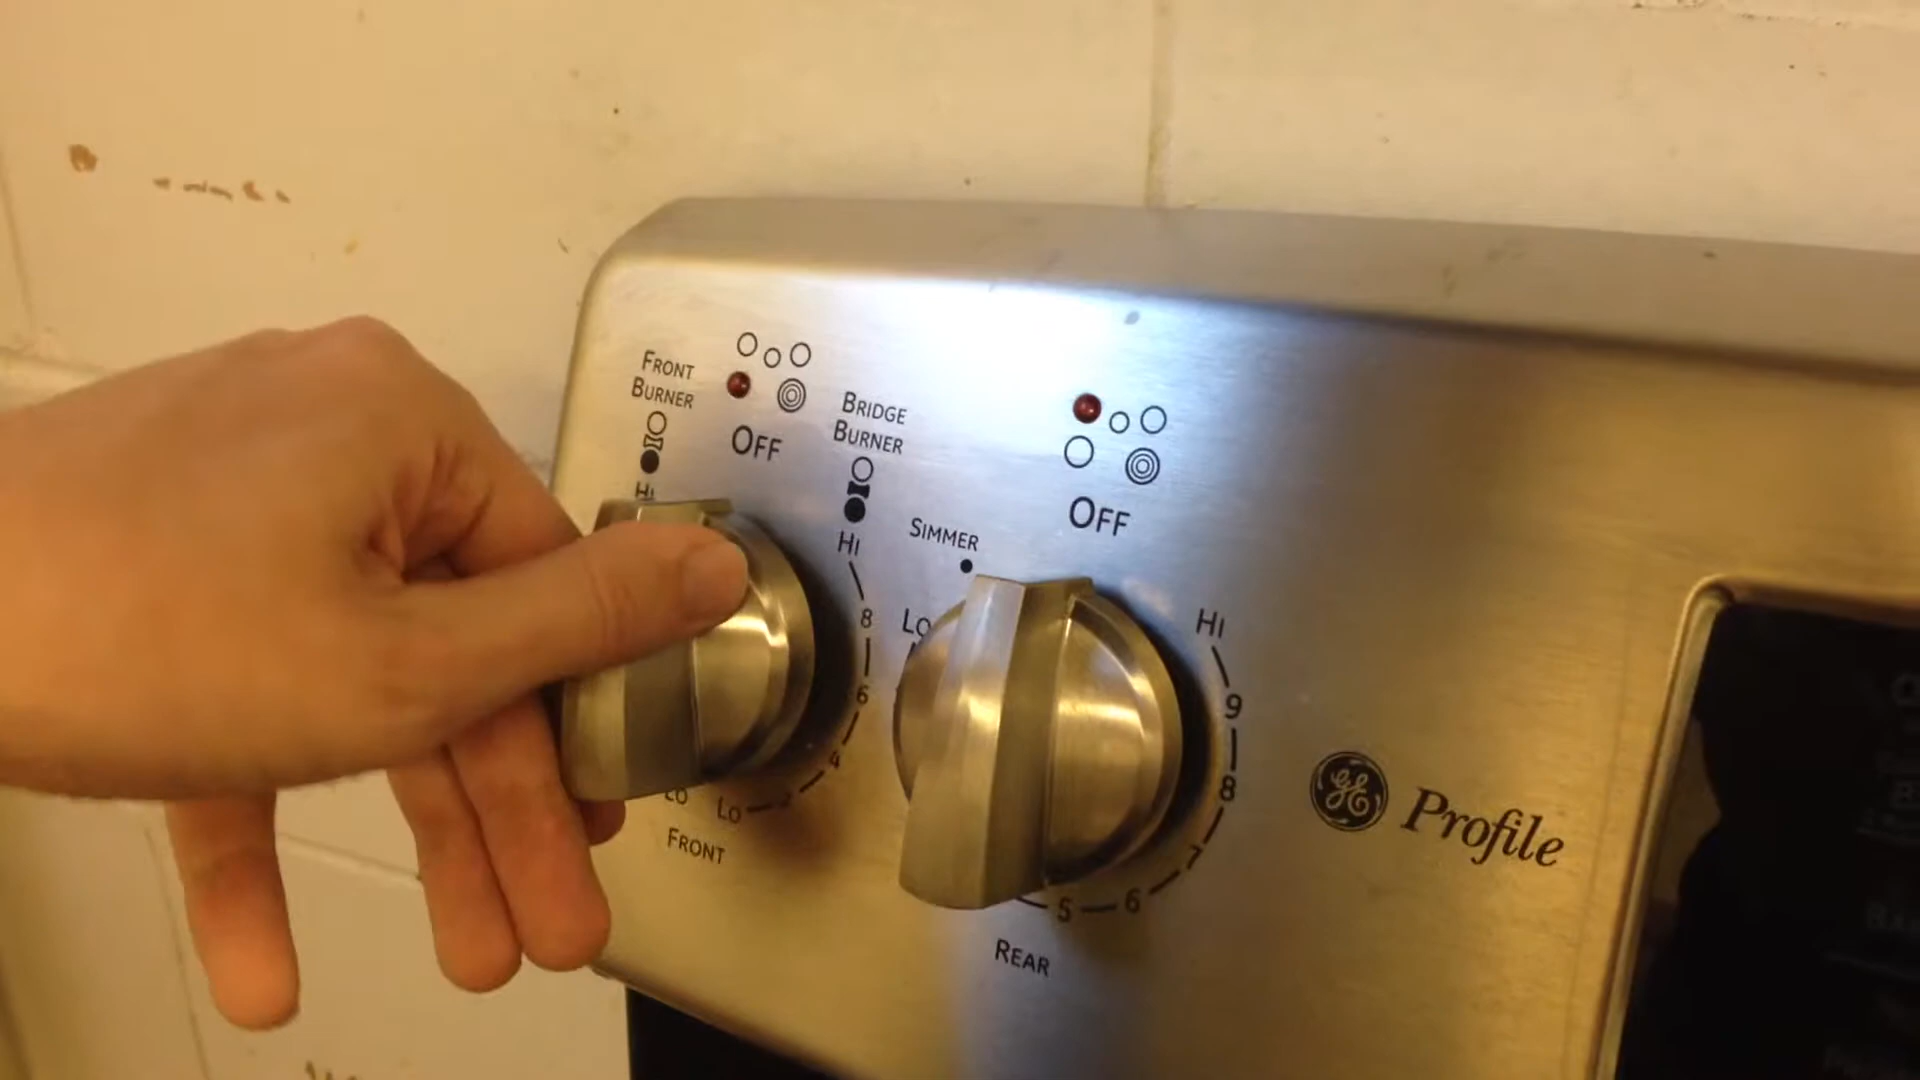 FRONT
BURNER
OFF
HI
BRIDGE
BURNER
HI
8
6
4
2
LO
LO
FRONT
OFF
SIMMER
LO
HI
9
8
7
6
5
REAR
GE Profile